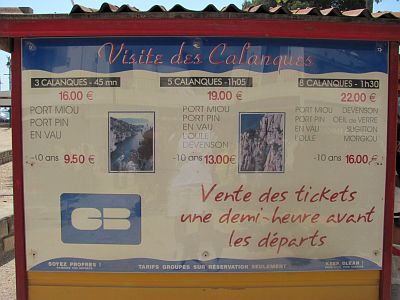 Visite des Calanques
3 CALANQUES - 45 mn
16.00 €
PORT MIOU
PORT PIN
EN VAU
-10 ans 9.50 €
5 CALANQUES - 1h05
19.00 €
PORT MIOU
PORT PIN
EN VAU
LOULE
DEVENSON
-10 ans 13.00€
8 CALANQUES - 1h30
22.00 €
PORT MIOU DEVENSON
PORT PIN OEIL de VERRE
EN VAU SUGITON
LOULE MORGIOU
-10 ans 16.00€
CB
Vente des tickets
une demi-heure avant
les départs
SOYEZ PROPRES !
TARIFS GROUPES SUR RÉSERVATION SEULEMENT
KEEP CLEAN !